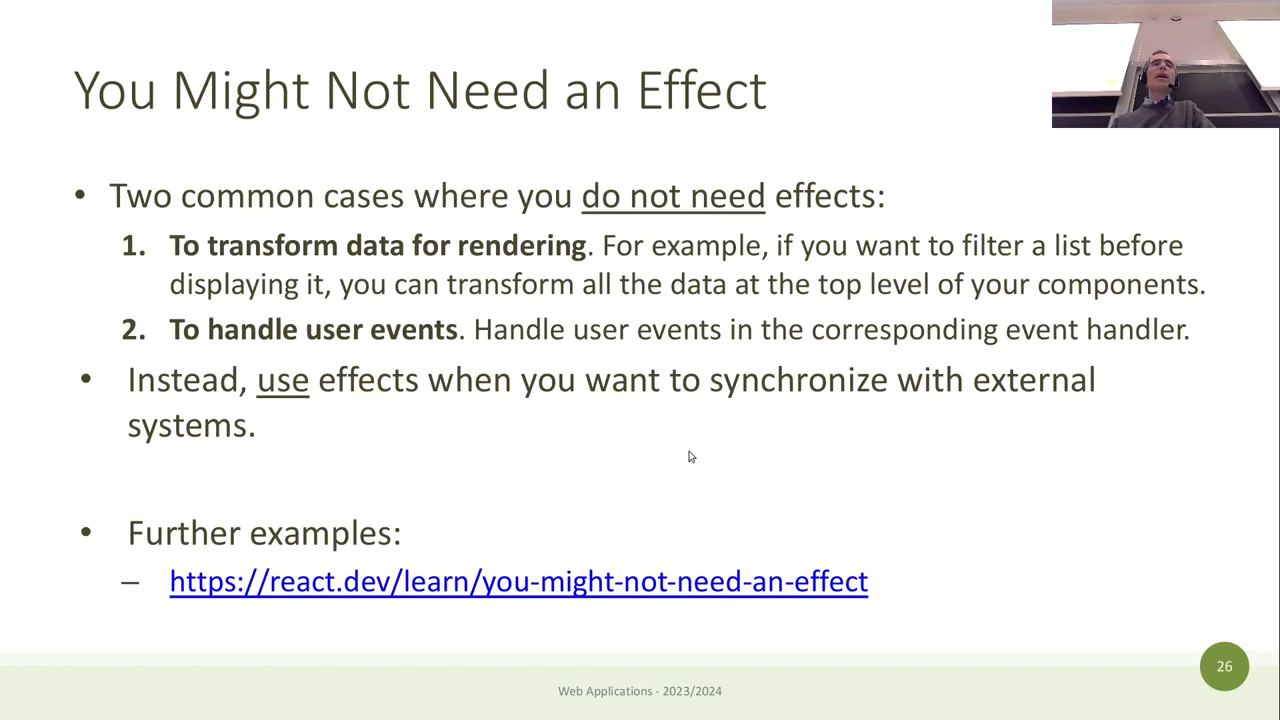 You Might Not Need an Effect
• Two common cases where you do not need effects:
1. To transform data for rendering. For example, if you want to filter a list before
displaying it, you can transform all the data at the top level of your components.
2. To handle user events. Handle user events in the corresponding event handler.
• Instead, use effects when you want to synchronize with external
systems.
• Further examples:
– https://react.dev/learn/you-might-not-need-an-effect
Web Applications - 2023/2024
26